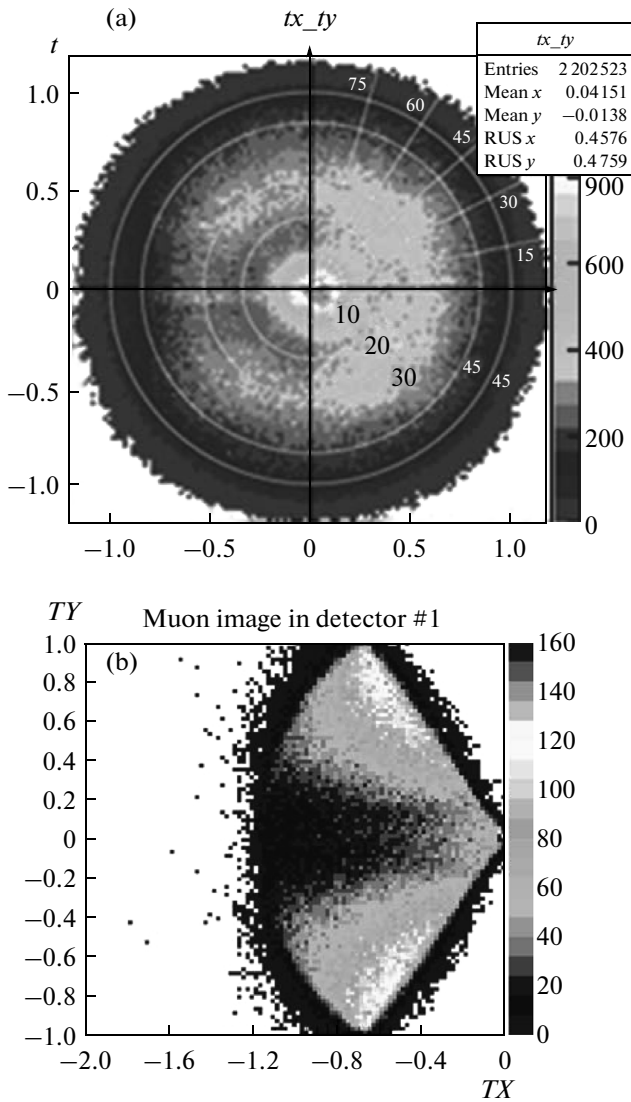 (a)
tx_ty
t
tx_ty
Entries 2 202523
Mean x 0.04151
Mean y −0.0138
RUS x 0.4576
RUS y 0.4759
1.0
0.5
0
−0.5
−1.0
75
60
45
30
15
10
20
30
45
45
900
600
400
200
0
−1.0 −0.5 0 0.5 1.0
TY
Muon image in detector #1
(b)
1.0
0.8
0.6
0.4
0.2
0
−0.2
−0.4
−0.6
−0.8
−1.0
160
140
120
100
80
60
40
20
0
−2.0 −1.6 −1.2 −0.8 −0.4 0
TX